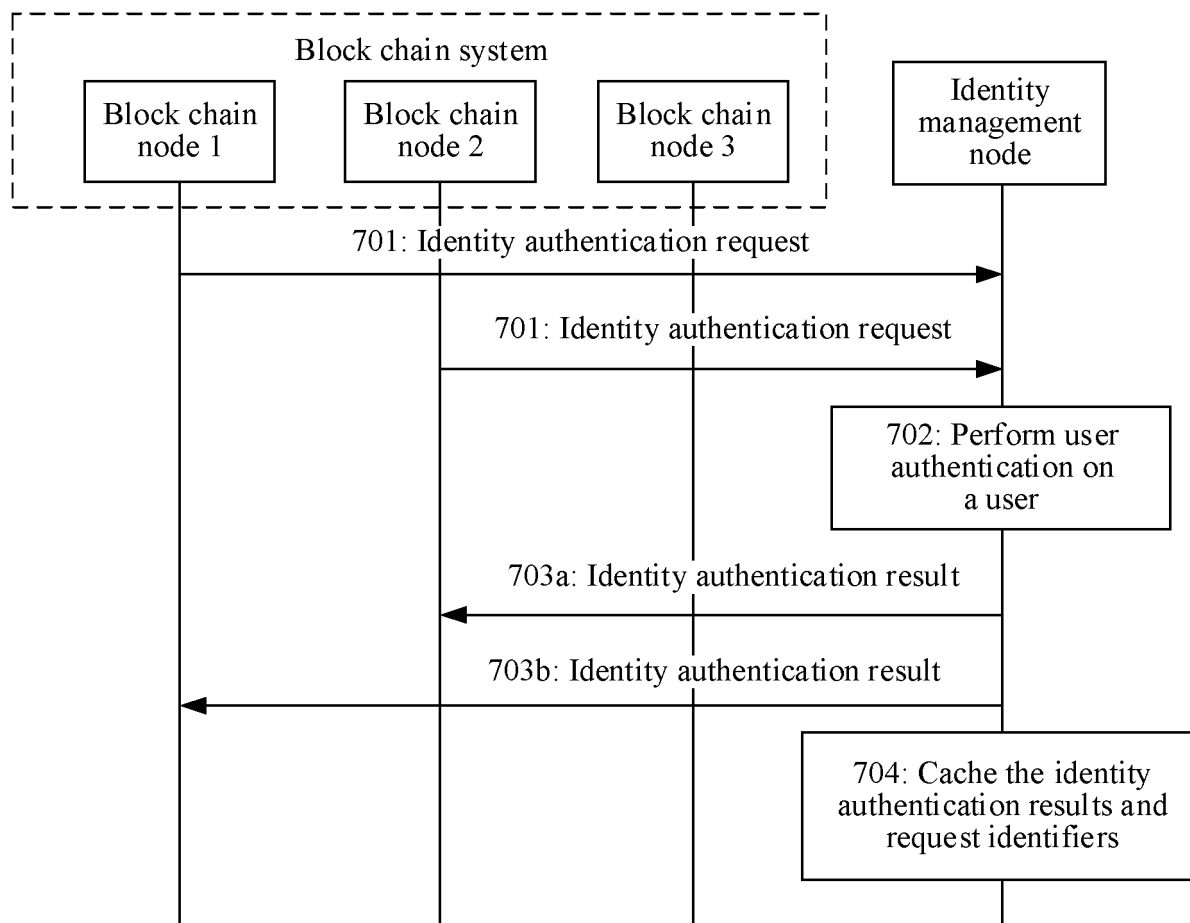 Block chain system
Block chain
node 1
Block chain
node 2
Block chain
node 3
Identity
management
node
701: Identity authentication request
701: Identity authentication request
702: Perform user
authentication on
a user
703a: Identity authentication result
703b: Identity authentication result
704: Cache the identity
authentication results and
request identifiers